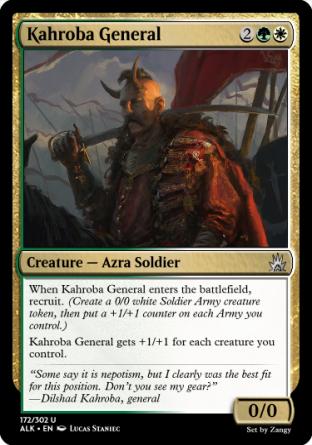 Kahroba General 2
Creature — Azra Soldier
When Kahroba General enters the battlefield,
recruit. (Create a 0/0 white Soldier Army creature
token, then put a +1/+1 counter on each Army you
control.)
Kahroba General gets +1/+1 for each creature you
control.
“Some say it is nepotism, but I clearly was the best fit
for this position. Don’t you see my gear?”
—Dilshad Kahroba, general
0/0
172/302 U
ALK • EN Lucas Staniec
Set by Zangy